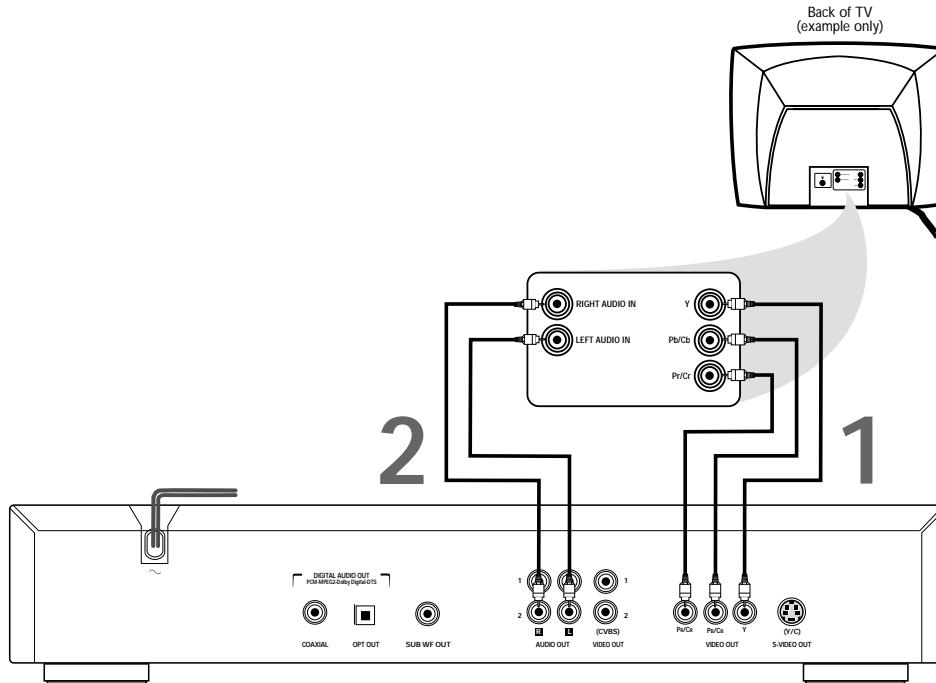 Back of TV
(example only)
RIGHT AUDIO IN
Y
LEFT AUDIO IN
Pb/Cb
Pr/Cr
2
1
DIGITAL AUDIO OUT
PCM-MPEG2-Dolby Digital-DTS
1
1
2
2
R
L
(CVBS)
PR/CR
PB/CB
Y
(Y/C)
COAXIAL
OPT OUT
SUB WF OUT
AUDIO OUT
VIDEO OUT
VIDEO OUT
S-VIDEO OUT